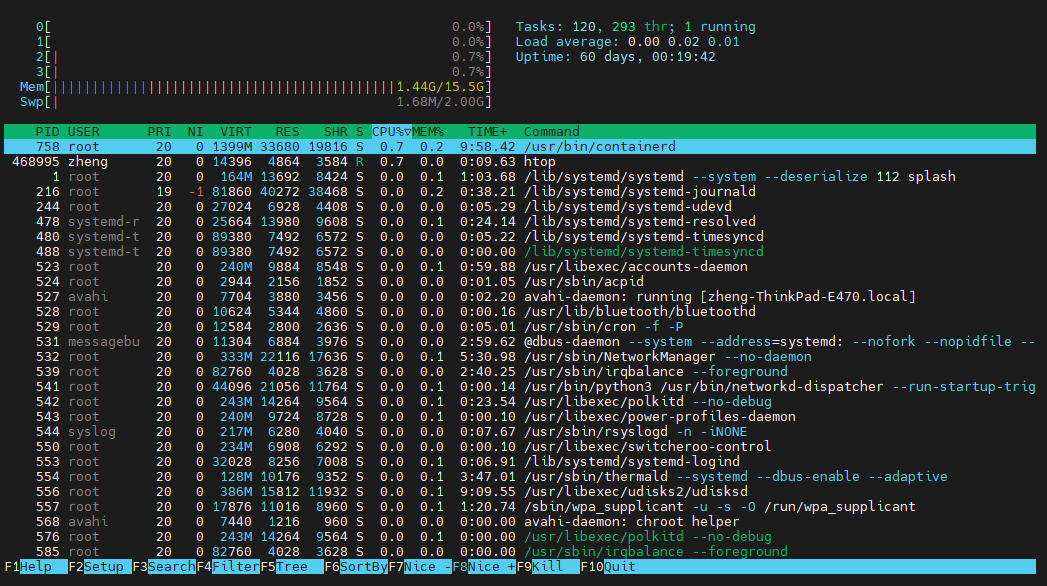 0[ 0.0%] Tasks: 120, 293 thr; 1 running
1[ 0.0%] Load average: 0.00 0.02 0.01
2[| 0.7%] Uptime: 60 days, 00:19:42
3[| 0.7%]
Mem[||||||||||||||||||||||||||||||||||||||||||||1.44G/15.5G]
Swp[| 1.68M/2.00G]
PID USER PRI NI VIRT RES SHR S CPU%▽MEM% TIME+ Command
758 root 20 0 1399M 33680 19816 S 0.7 0.2 9:58.42 /usr/bin/containerd
468995 zheng 20 0 14396 4864 3584 R 0.7 0.0 0:09.63 htop
1 root 20 0 164M 13692 8424 S 0.0 0.1 1:03.68 /lib/systemd/systemd --system --deserialize 112 splash
216 root 19 -1 81860 40272 38468 S 0.0 0.2 0:38.21 /lib/systemd/systemd-journald
244 root 20 0 27024 6928 4408 S 0.0 0.0 0:05.29 /lib/systemd/systemd-udevd
478 systemd-r 20 0 25664 13980 9608 S 0.0 0.1 0:24.14 /lib/systemd/systemd-resolved
480 systemd-t 20 0 89380 7492 6572 S 0.0 0.0 0:05.22 /lib/systemd/systemd-timesyncd
488 systemd-t 20 0 89380 7492 6572 S 0.0 0.0 0:00.00 /lib/systemd/systemd-timesyncd
523 root 20 0 240M 9884 8548 S 0.0 0.1 0:59.88 /usr/libexec/accounts-daemon
524 root 20 0 2944 2156 1852 S 0.0 0.0 0:01.05 /usr/sbin/acpid
527 avahi 20 0 7704 3880 3456 S 0.0 0.0 0:02.20 avahi-daemon: running [zheng-ThinkPad-E470.local]
528 root 20 0 10624 5344 4860 S 0.0 0.0 0:00.16 /usr/lib/bluetooth/bluetoothd
529 root 20 0 12584 2800 2636 S 0.0 0.0 0:05.01 /usr/sbin/cron -f -P
531 messagebu 20 0 11304 6884 3976 S 0.0 0.0 2:59.62 @dbus-daemon --system --address=systemd: --nofork --nopidfile --
532 root 20 0 333M 22116 17636 S 0.0 0.1 5:30.98 /usr/sbin/NetworkManager --no-daemon
539 root 20 0 82760 4028 3628 S 0.0 0.0 2:40.25 /usr/sbin/irqbalance --foreground
541 root 20 0 44096 21056 11764 S 0.0 0.1 0:00.14 /usr/bin/python3 /usr/bin/networkd-dispatcher --run-startup-trig
542 root 20 0 243M 14264 9564 S 0.0 0.1 0:23.54 /usr/libexec/polkitd --no-debug
543 root 20 0 240M 9724 8728 S 0.0 0.1 0:00.10 /usr/libexec/power-profiles-daemon
544 syslog 20 0 217M 6280 4040 S 0.0 0.0 0:07.67 /usr/sbin/rsyslogd -n -iNONE
550 root 20 0 234M 6908 6292 S 0.0 0.0 0:00.10 /usr/libexec/switcheroo-control
553 root 20 0 32028 8256 7008 S 0.0 0.1 0:06.91 /lib/systemd/systemd-logind
554 root 20 0 128M 10176 9352 S 0.0 0.1 3:47.01 /usr/sbin/thermald --systemd --dbus-enable --adaptive
556 root 20 0 386M 15812 11932 S 0.0 0.1 9:09.55 /usr/libexec/udisks2/udisksd
557 root 20 0 17876 11016 8960 S 0.0 0.1 1:20.74 /sbin/wpa_supplicant -u -s -O /run/wpa_supplicant
568 avahi 20 0 7440 1216 960 S 0.0 0.0 0:00.00 avahi-daemon: chroot helper
576 root 20 0 243M 14264 9564 S 0.0 0.1 0:00.00 /usr/libexec/polkitd --no-debug
585 root 20 0 82760 4028 3628 S 0.0 0.0 0:00.00 /usr/sbin/irqbalance --foreground
F1Help F2Setup F3SearchF4FilterF5Tree F6SortByF7Nice -F8Nice +F9Kill F10Quit